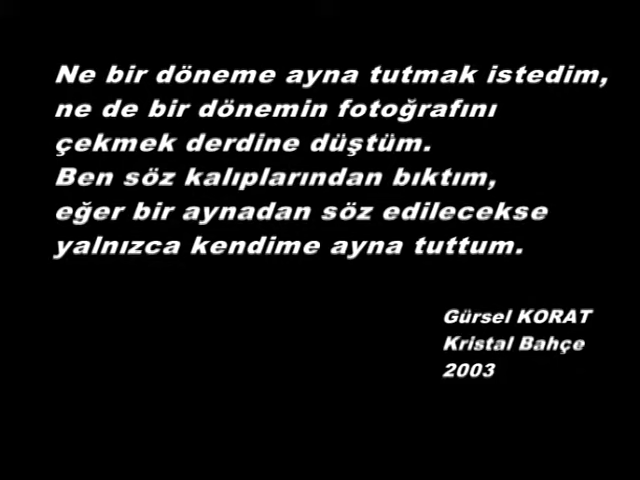 Ne bir döneme ayna tutmak istedim,
ne de bir dönemin fotoğrafını
çekmek derdine düştüm.
Ben söz kalıplarından bıktım,
eğer bir aynadan söz edilecekse
yalnızca kendime ayna tuttum.
Gürsel KORAT
Kristal Bahçe
2003